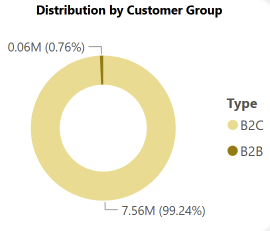 Distribution by Customer Group
0.06M (0.76%)
Type
B2C
B2B
7.56M (99.24%)